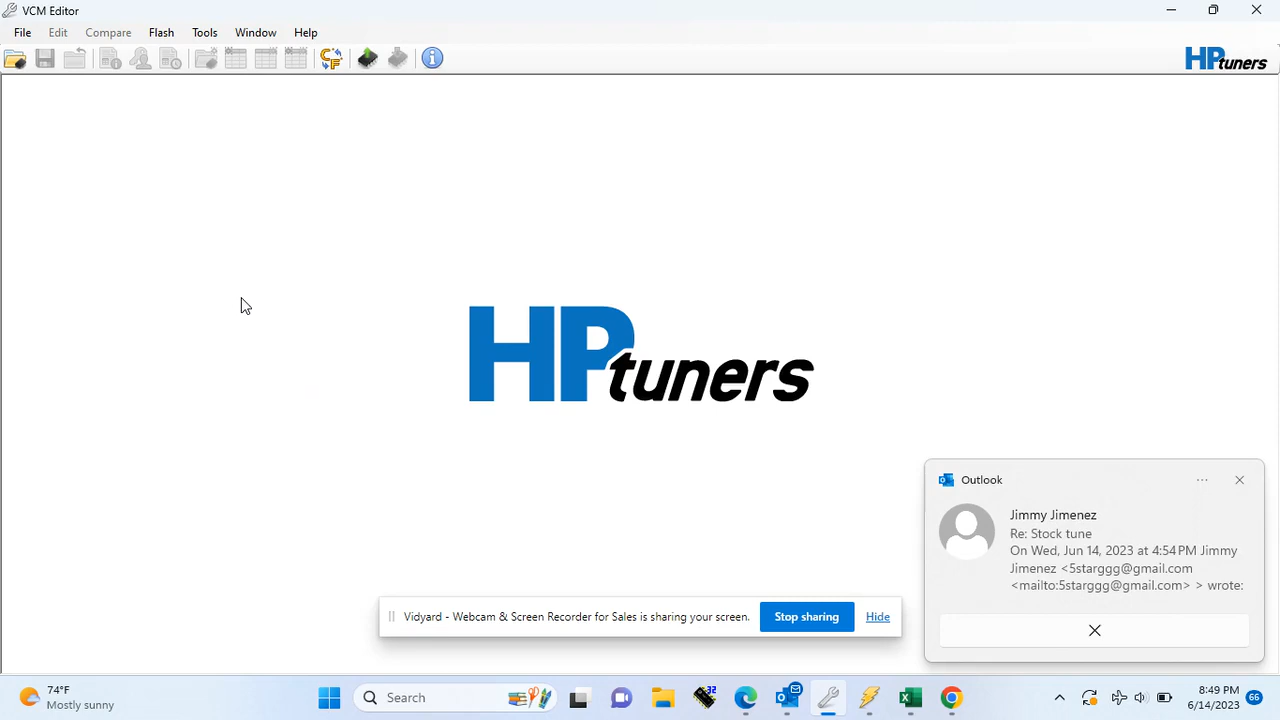 VCM Editor
File Edit Compare Flash Tools Window Help
HPtuners
HPtuners
Outlook
Jimmy Jimenez
Re: Stock tune
On Wed, Jun 14, 2023 at 4:54 PM Jimmy
Jimenez <5starggg@gmail.com
<mailto:5starggg@gmail.com> > wrote:
Vidyard - Webcam & Screen Recorder for Sales is sharing your screen. Stop sharing Hide
74°F
Mostly sunny
Search
8:49 PM
6/14/2023
66